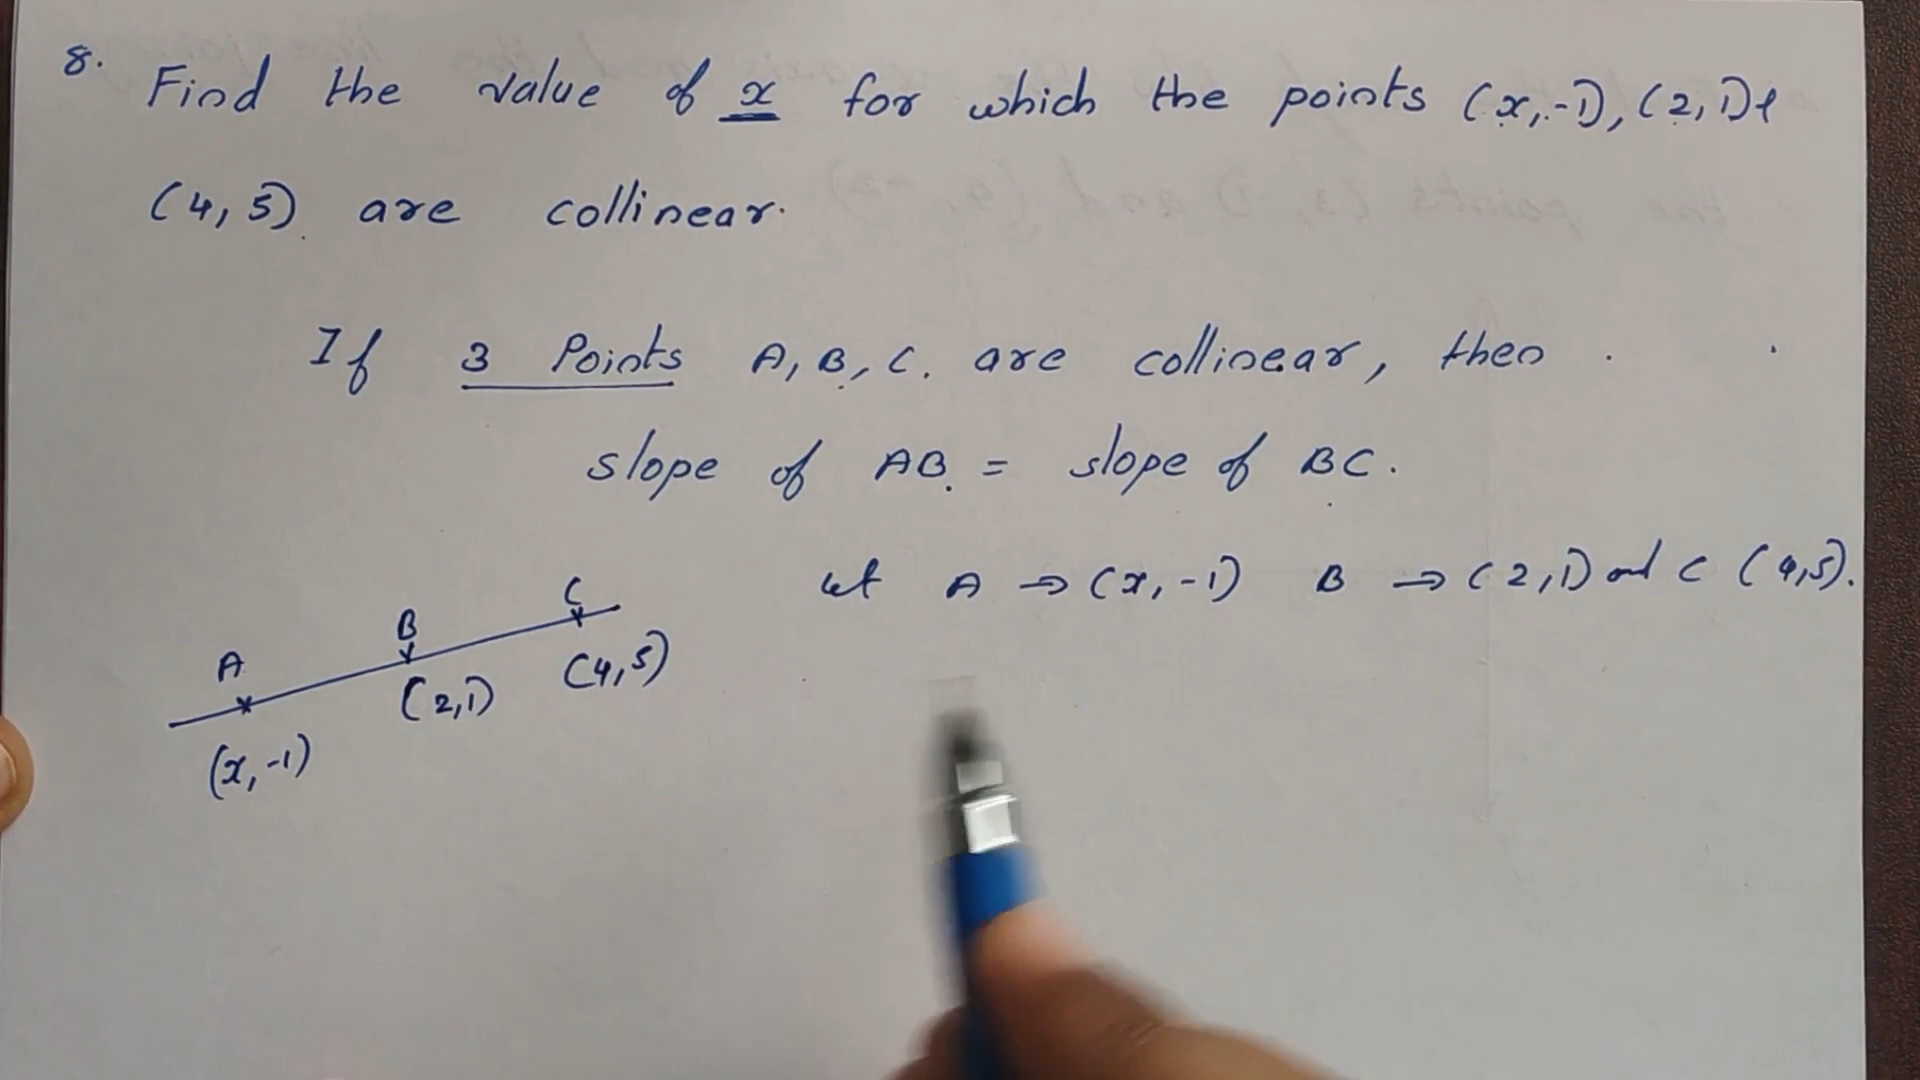 8. Find the value of x for which the points (x,-1), (2,1) &
(4,5) are collinear.
If 3 Points A, B, C. are collinear, then
slope of AB = slope of BC.
let A ⇒ (x,-1) B ⇒ (2,1) and C (4,5).
A B C
(x,-1) (2,1) (4,5)